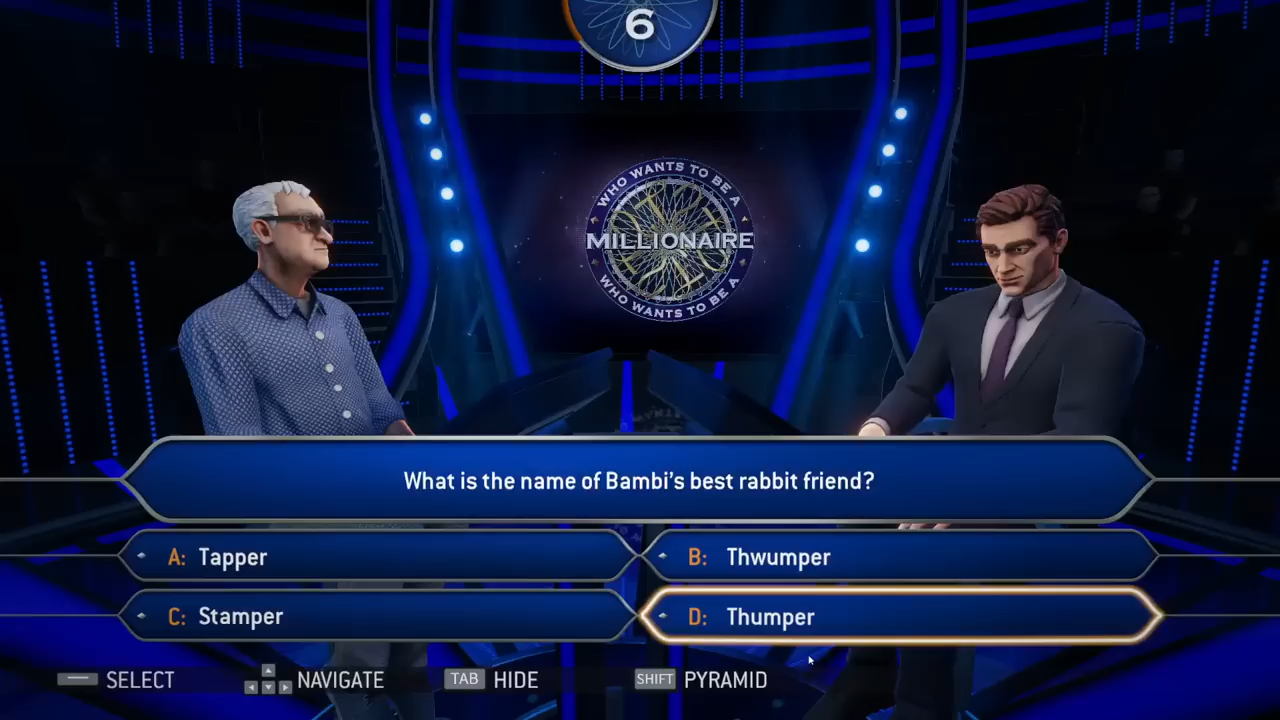 6
WHO WANTS TO BE A
MILLIONAIRE
WHO WANTS TO BE A
What is the name of Bambi's best rabbit friend?
A: Tapper
B: Thwumper
C: Stamper
D: Thumper
SELECT
NAVIGATE
TAB HIDE
SHIFT PYRAMID